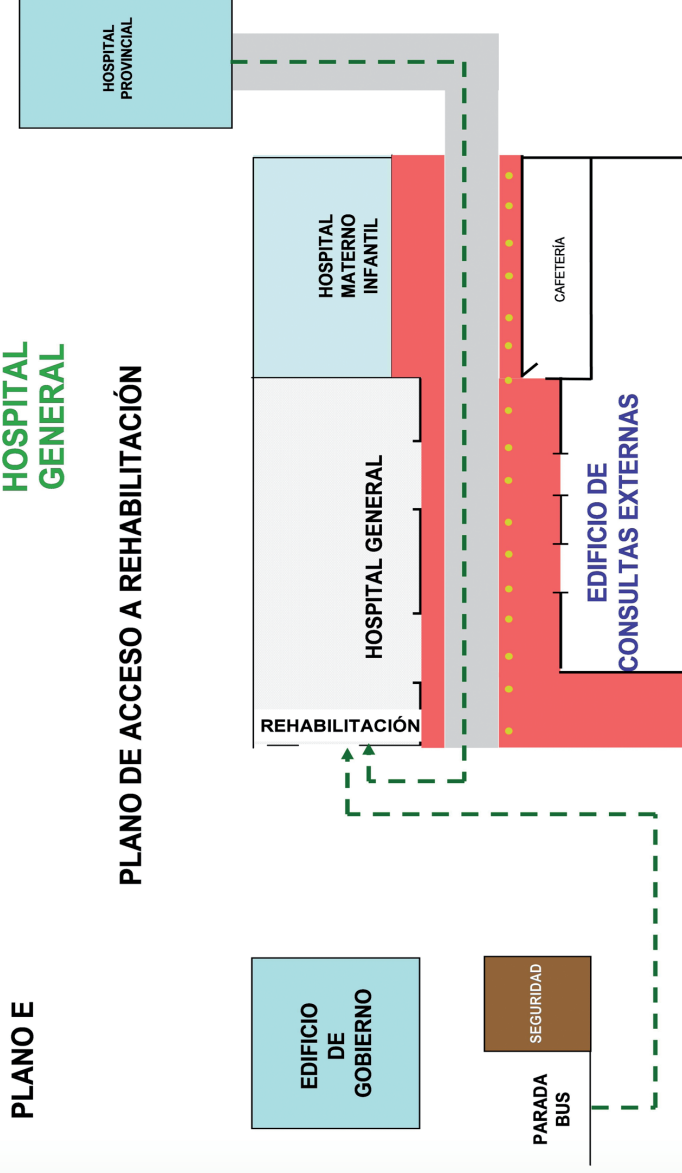 PLANO E
HOSPITAL
GENERAL
PLANO DE ACCESO A REHABILITACIÓN
HOSPITAL
PROVINCIAL
EDIFICIO
DE
GOBIERNO
REHABILITACIÓN
HOSPITAL GENERAL
HOSPITAL
MATERNO
INFANTIL
PARADA
BUS
SEGURIDAD
EDIFICIO DE
CONSULTAS EXTERNAS
CAFETERÍA